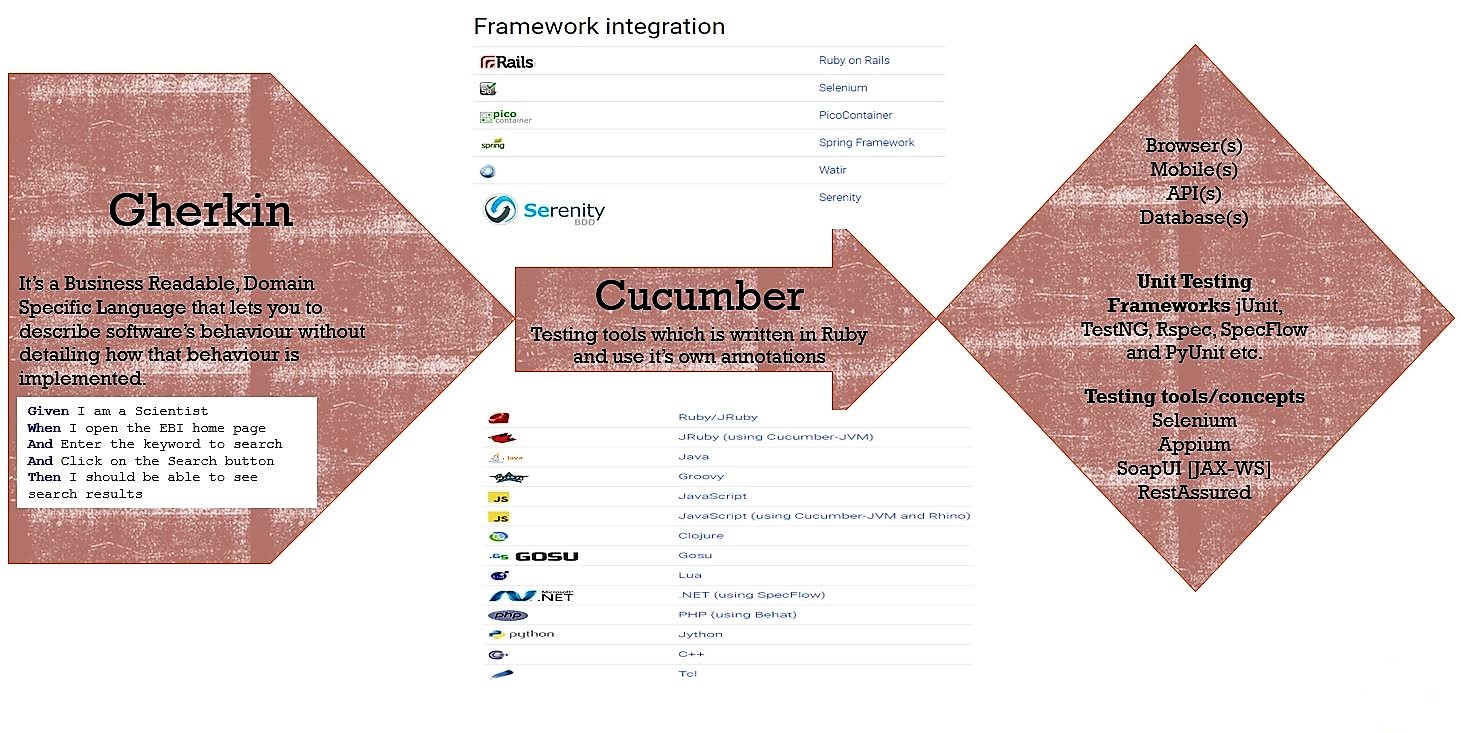 Gherkin
It's a Business Readable, Domain
Specific Language that lets you to
describe software's behaviour without
detailing how that behaviour is
implemented.
Given I am a Scientist
When I open the EBI home page
And Enter the keyword to search
And Click on the Search button
Then I should be able to see
search results
Framework integration
Rails Ruby on Rails
Selenium
pico container PicoContainer
spring Spring Framework
Watir
Serenity BDD Serenity
Cucumber
Testing tools which is written in Ruby
and use it's own annotations
Ruby/JRuby
JRuby (using Cucumber-JVM)
Java Java
Groovy
JS JavaScript
JS JavaScript (using Cucumber-JVM and Rhino)
Clojure
GS GOSU Gosu
Lua
Microsoft .NET .NET (using SpecFlow)
php PHP (using Behat)
python Jython
C++
Tcl
Browser(s)
Mobile(s)
API(s)
Database(s)
Unit Testing
Frameworks jUnit,
TestNG, Rspec, SpecFlow
and PyUnit etc.
Testing tools/concepts
Selenium
Appium
SoapUI [JAX-WS]
RestAssured